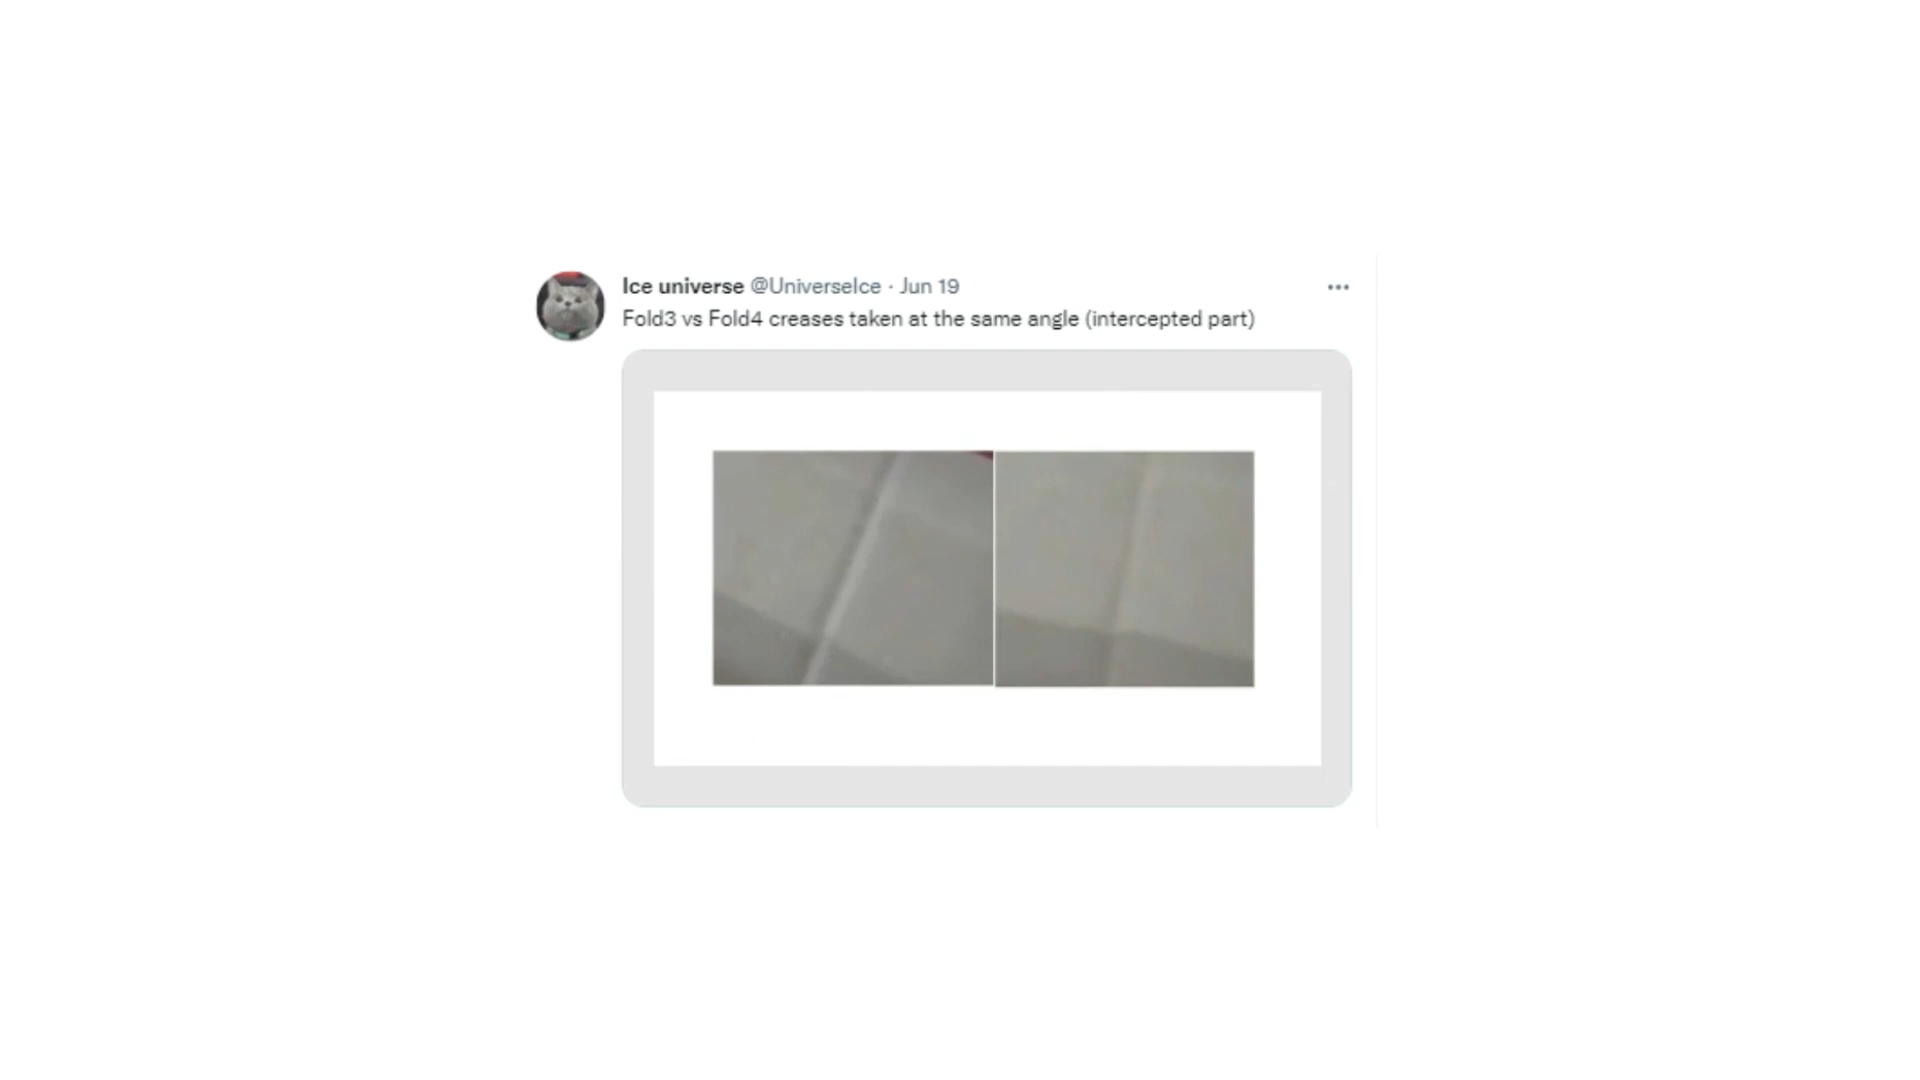 Ice universe @UniverseIce · Jun 19
Fold3 vs Fold4 creases taken at the same angle (intercepted part)